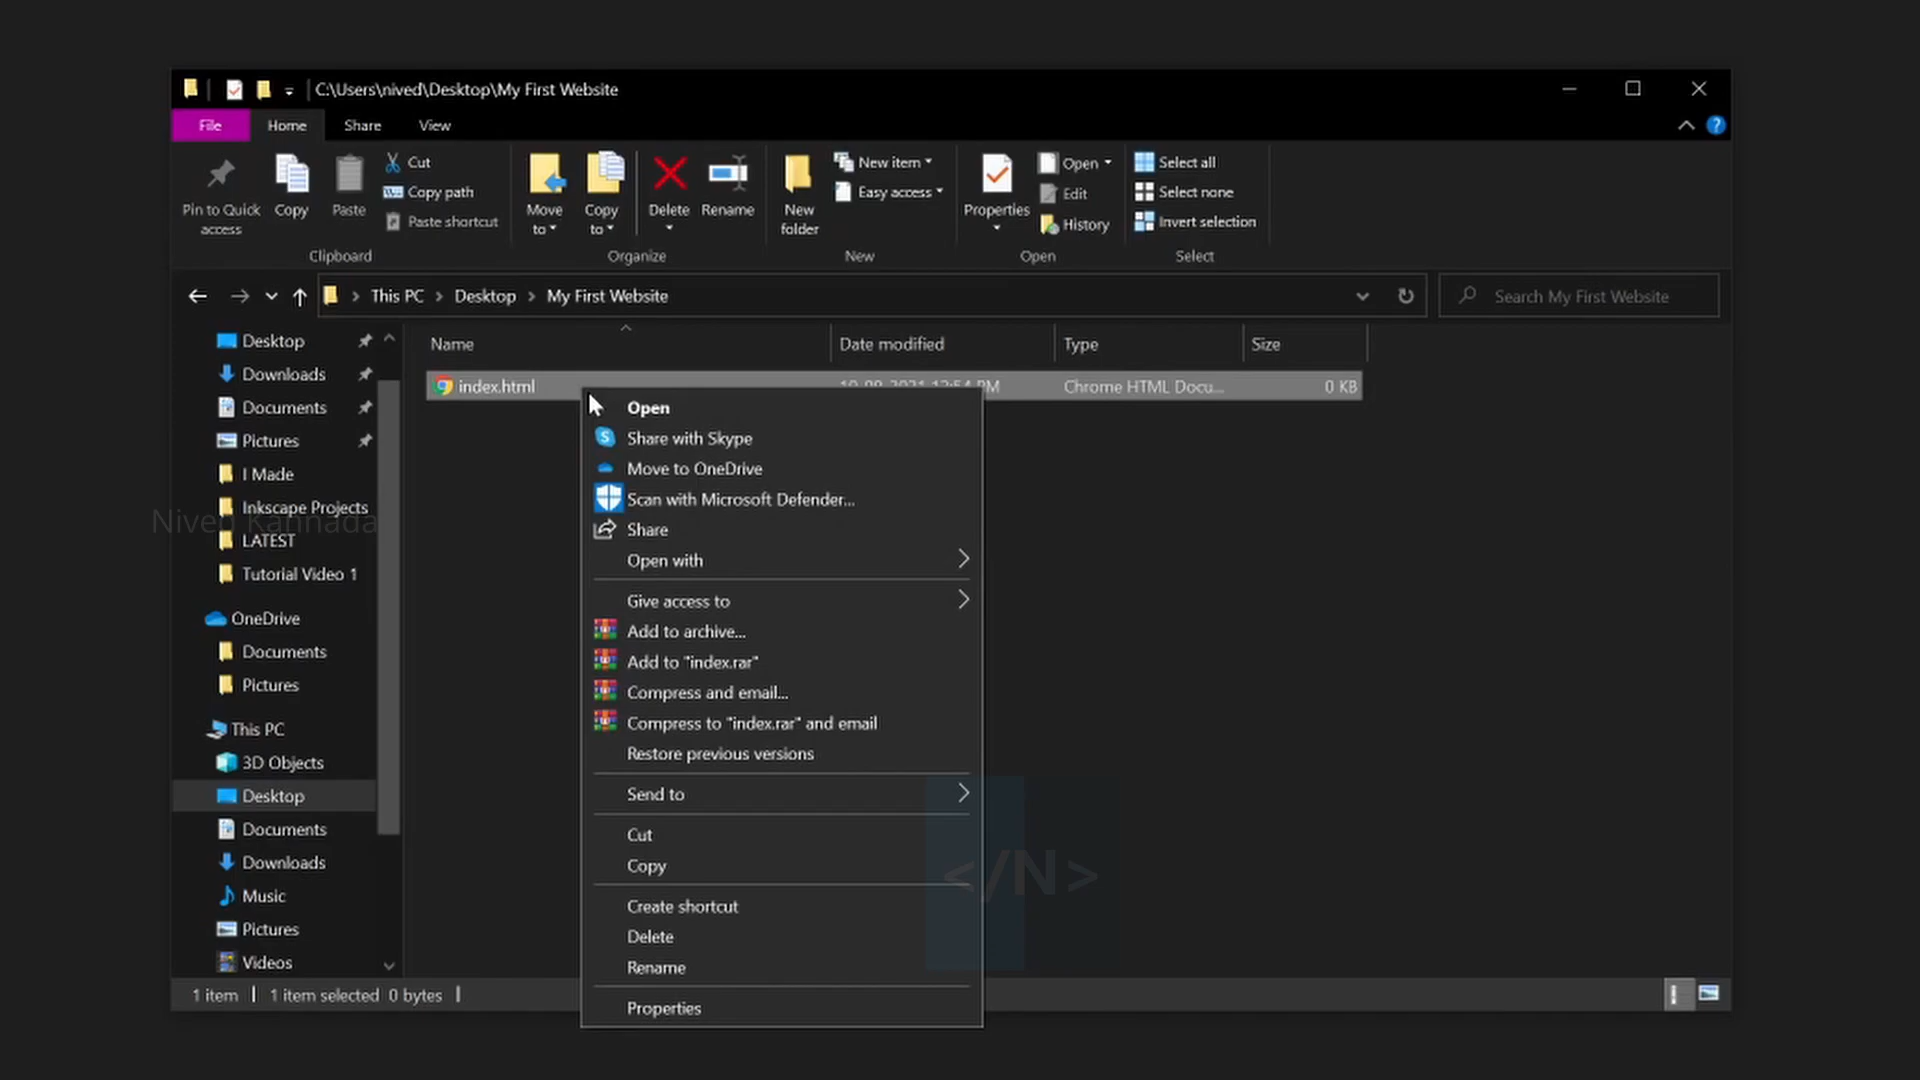 C:\Users\nived\Desktop\My First Website
File Home Share View
Pin to Quick access
Copy
Paste
Cut
Copy path
Paste shortcut
Clipboard
Move to
Copy to
Delete
Rename
Organize
New folder
New item
Easy access
New
Properties
Open
Edit
History
Open
Select all
Select none
Invert selection
Select
This PC > Desktop > My First Website
Search My First Website
Desktop
Downloads
Documents
Pictures
I Made
Inkscape Projects
LATEST
Tutorial Video 1
OneDrive
Documents
Pictures
This PC
3D Objects
Desktop
Documents
Downloads
Music
Pictures
Videos
Name Date modified Type Size
index.html Chrome HTML Docu... 0 KB
Open
Share with Skype
Move to OneDrive
Scan with Microsoft Defender...
Share
Open with
Give access to
Add to archive...
Add to "index.rar"
Compress and email...
Compress to "index.rar" and email
Restore previous versions
Send to
Cut
Copy
Create shortcut
Delete
Rename
Properties
1 item 1 item selected 0 bytes
</N>